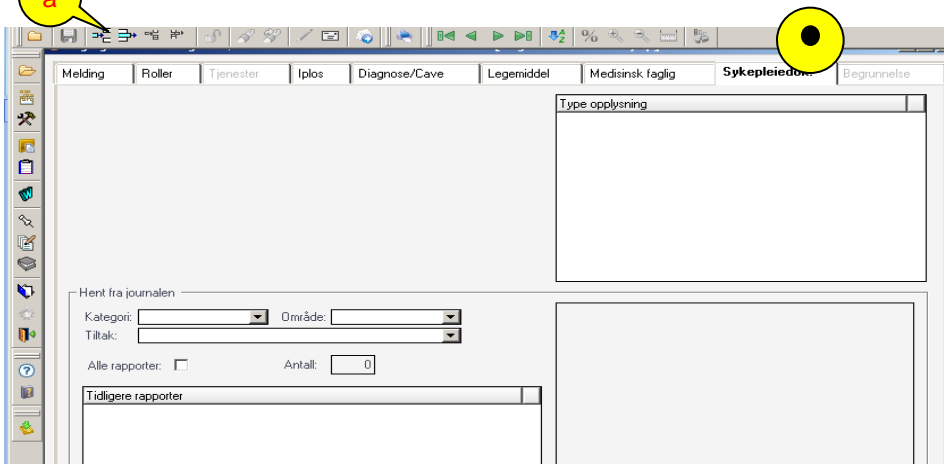 a
Melding Roller Tjenester Iplos Diagnose/Cave Legemiddel Medisinsk faglig Sykepleiedok. Begrunnelse
Type opplysning
Hent fra journalen
Kategori: Område:
Tiltak:
Alle rapporter: Antall: 0
Tidligere rapporter